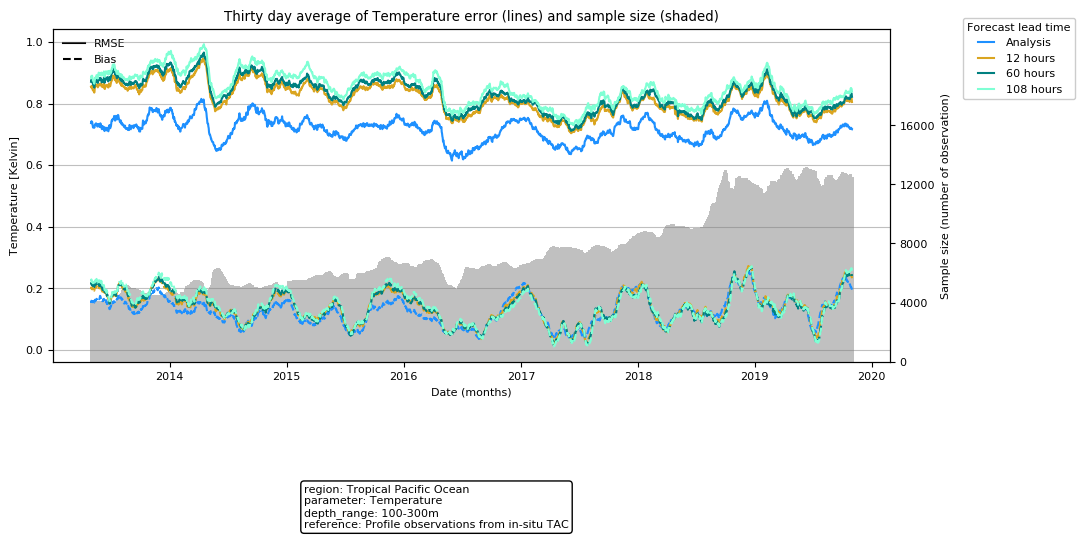 Thirty day average of Temperature error (lines) and sample size (shaded)
Forecast lead time
Analysis
12 hours
60 hours
108 hours
RMSE
Bias
Temperature [Kelvin]
1.0
0.8
0.6
0.4
0.2
0.0
Sample size (number of observation)
16000
12000
8000
4000
0
2014 2015 2016 2017 2018 2019 2020
Date (months)
region: Tropical Pacific Ocean
parameter: Temperature
depth_range: 100-300m
reference: Profile observations from in-situ TAC